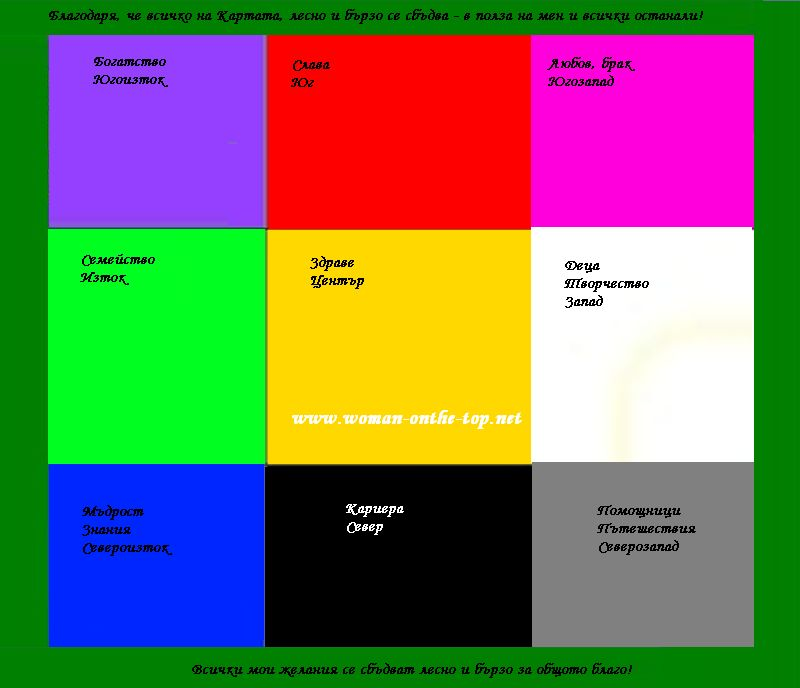 Благодаря, че всичко на Картата, лесно и бързо се сбъдва - в полза на мен и всички останали!
Богатство
Югоизток
Слава
Юг
Любов, брак
Югозапад
Семейство
Изток
Здраве
Център
Деца
Творчество
Запад
www.woman-onthe-top.net
Мъдрост
Знания
Североизток
Кариера
Север
Помощници
Пътешествия
Северозапад
Всички мои желания се сбъдват лесно и бързо за общото благо!